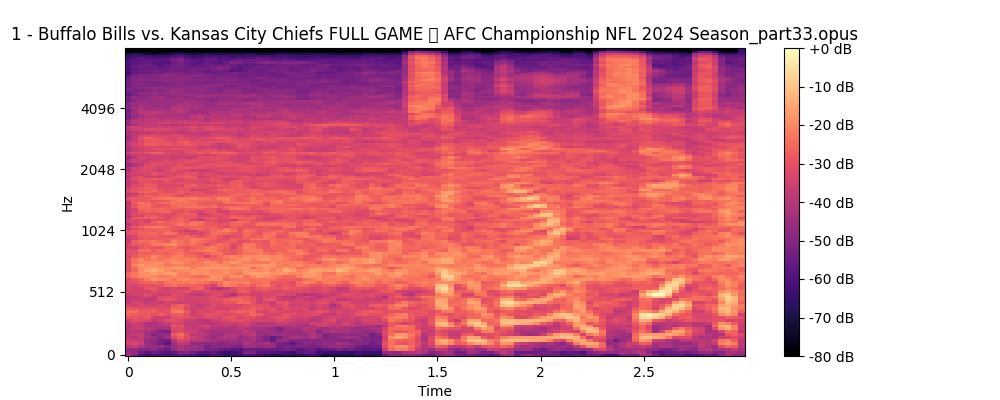 1 - Buffalo Bills vs. Kansas City Chiefs FULL GAME ▯ AFC Championship NFL 2024 Season_part33.opus
+0 dB
-10 dB
-20 dB
-30 dB
-40 dB
-50 dB
-60 dB
-70 dB
-80 dB
4096
2048
1024
512
0
Hz
0
0.5
1
1.5
2
2.5
Time